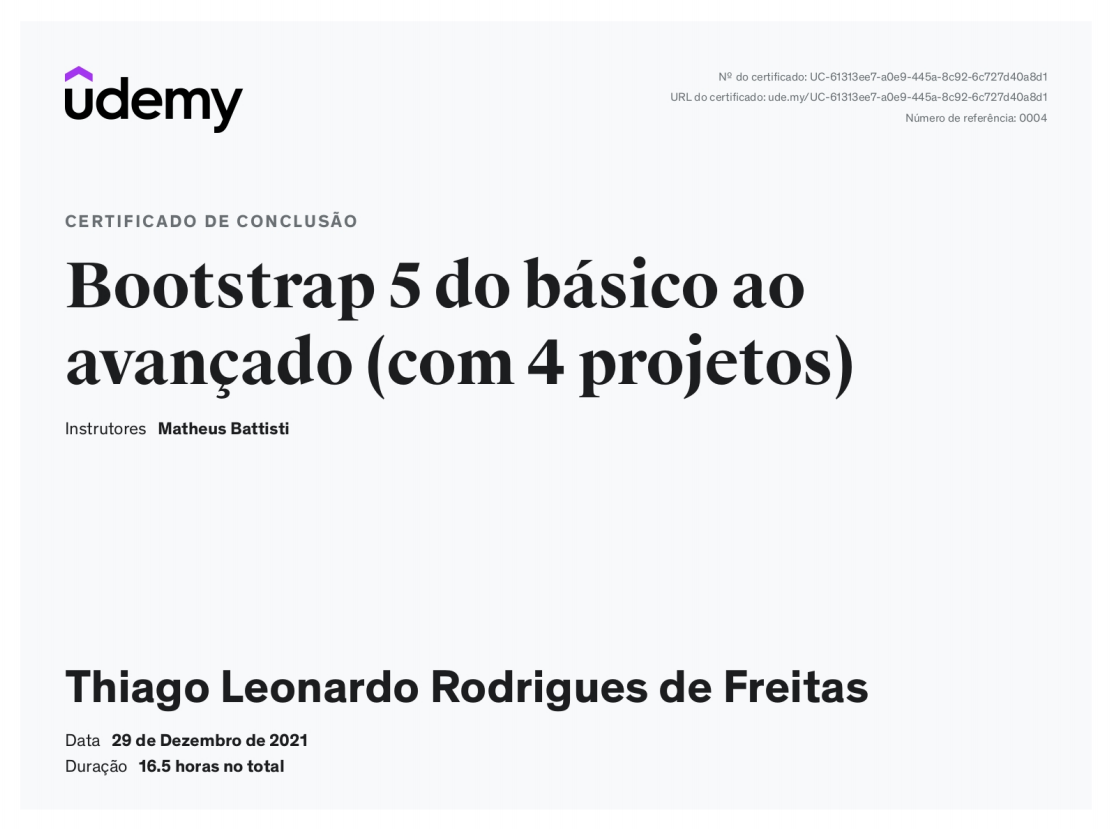 udemy
Nº do certificado: UC-61313ee7-a0e9-445a-8c92-6c727d40a8d1
URL do certificado: ude.my/UC-61313ee7-a0e9-445a-8c92-6c727d40a8d1
Número de referência: 0004
CERTIFICADO DE CONCLUSÃO
Bootstrap 5 do básico ao
avançado (com 4 projetos)
Instrutores Matheus Battisti
Thiago Leonardo Rodrigues de Freitas
Data 29 de Dezembro de 2021
Duração 16.5 horas no total